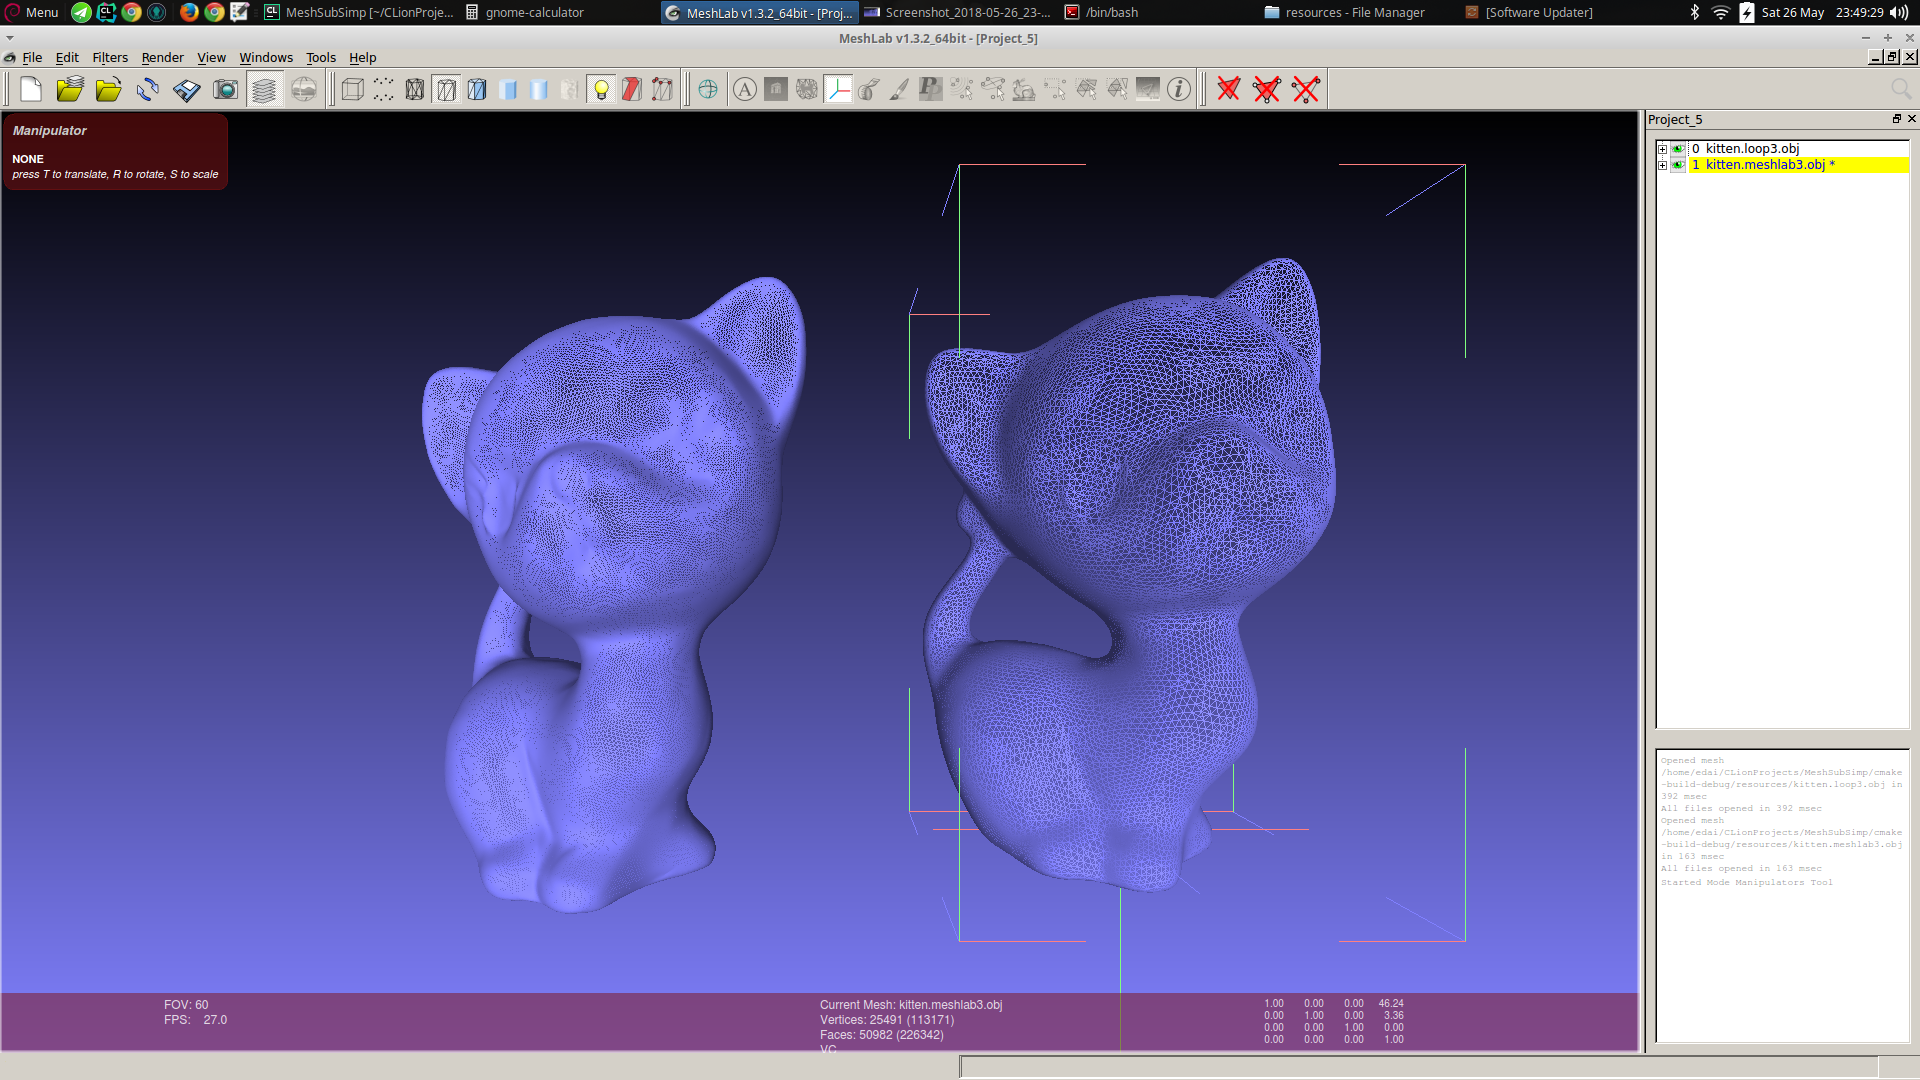 Menu
MeshSubSimp [~/CLionProje...
gnome-calculator
MeshLab v1.3.2_64bit - [Proj...
Screenshot_2018-05-26_23-...
/bin/bash
resources - File Manager
[Software Updater]
Sat 26 May 23:49:29
MeshLab v1.3.2_64bit - [Project_5]
File Edit Filters Render View Windows Tools Help
Manipulator
NONE
press T to translate, R to rotate, S to scale
Project_5
0 kitten.loop3.obj
1 kitten.meshlab3.obj *
Opened mesh
/home/edai/CLionProjects/MeshSubSimp/cmake
-build-debug/resources/kitten.loop3.obj in
392 msec
All files opened in 392 msec
Opened mesh
/home/edai/CLionProjects/MeshSubSimp/cmake
-build-debug/resources/kitten.meshlab3.obj
in 163 msec
All files opened in 163 msec
Started Mode Manipulators Tool
FOV: 60
FPS: 27.0
Current Mesh: kitten.meshlab3.obj
Vertices: 25491 (113171)
Faces: 50982 (226342)
VC
1.00 0.00 0.00 46.24
0.00 1.00 0.00 3.36
0.00 0.00 1.00 0.00
0.00 0.00 0.00 1.00